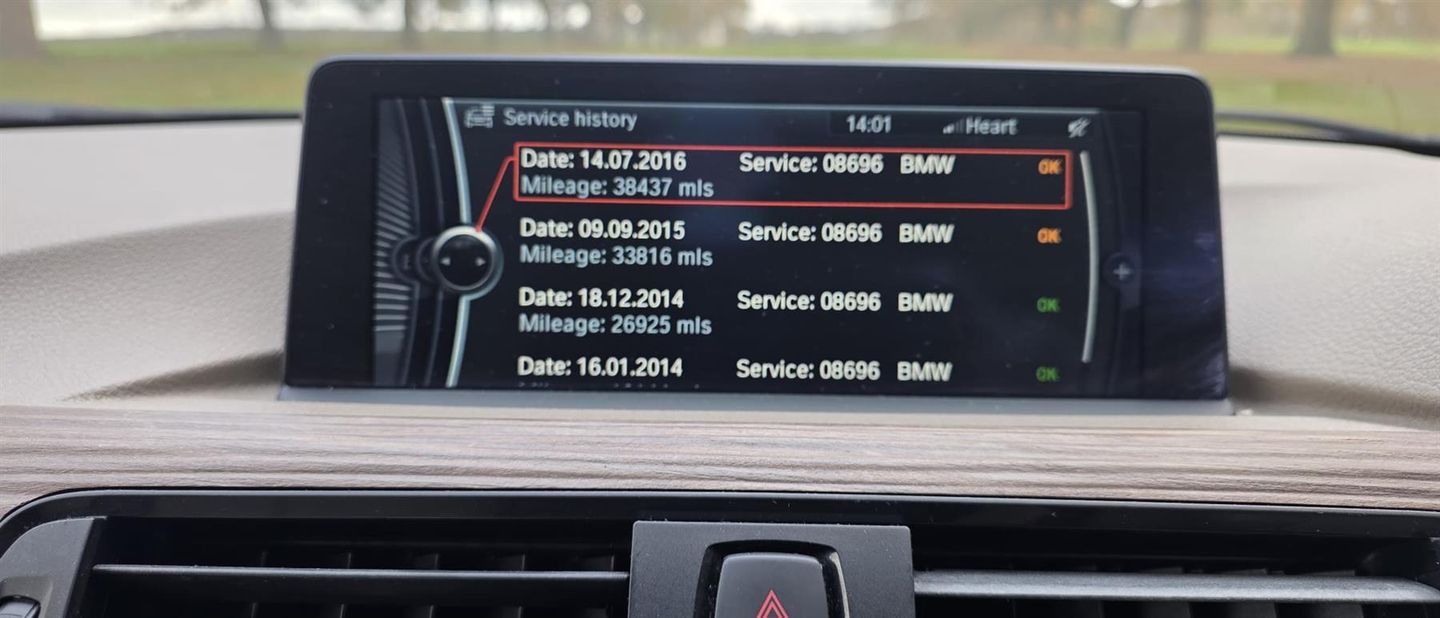 Service history 14:01 Heart
Date: 14.07.2016 Service: 08696 BMW OK
Mileage: 38437 mls
Date: 09.09.2015 Service: 08696 BMW OK
Mileage: 33816 mls
Date: 18.12.2014 Service: 08696 BMW OK
Mileage: 26925 mls
Date: 16.01.2014 Service: 08696 BMW OK